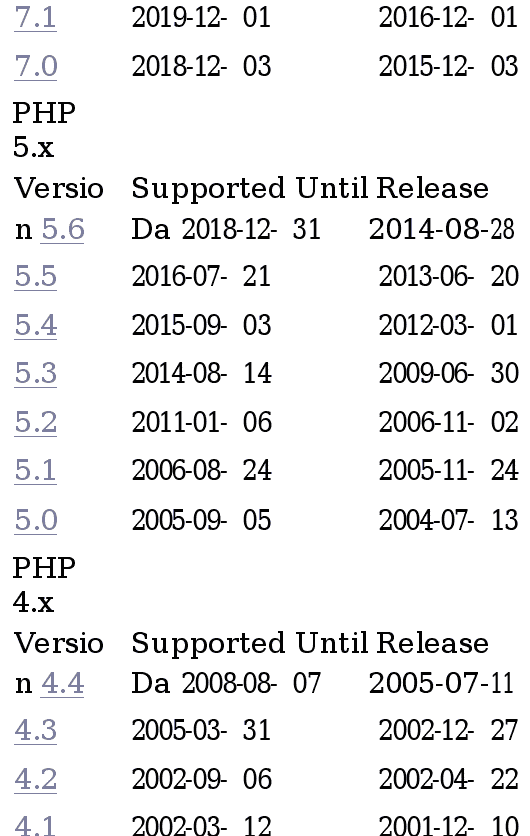 7.1 2019-12- 01 2016-12- 01
7.0 2018-12- 03 2015-12- 03
PHP
5.x
Versio Supported Until Release
n 5.6 Da 2018-12- 31 2014-08-28
5.5 2016-07- 21 2013-06- 20
5.4 2015-09- 03 2012-03- 01
5.3 2014-08- 14 2009-06- 30
5.2 2011-01- 06 2006-11- 02
5.1 2006-08- 24 2005-11- 24
5.0 2005-09- 05 2004-07- 13
PHP
4.x
Versio Supported Until Release
n 4.4 Da 2008-08- 07 2005-07-11
4.3 2005-03- 31 2002-12- 27
4.2 2002-09- 06 2002-04- 22
4.1 2002-03- 12 2001-12- 10